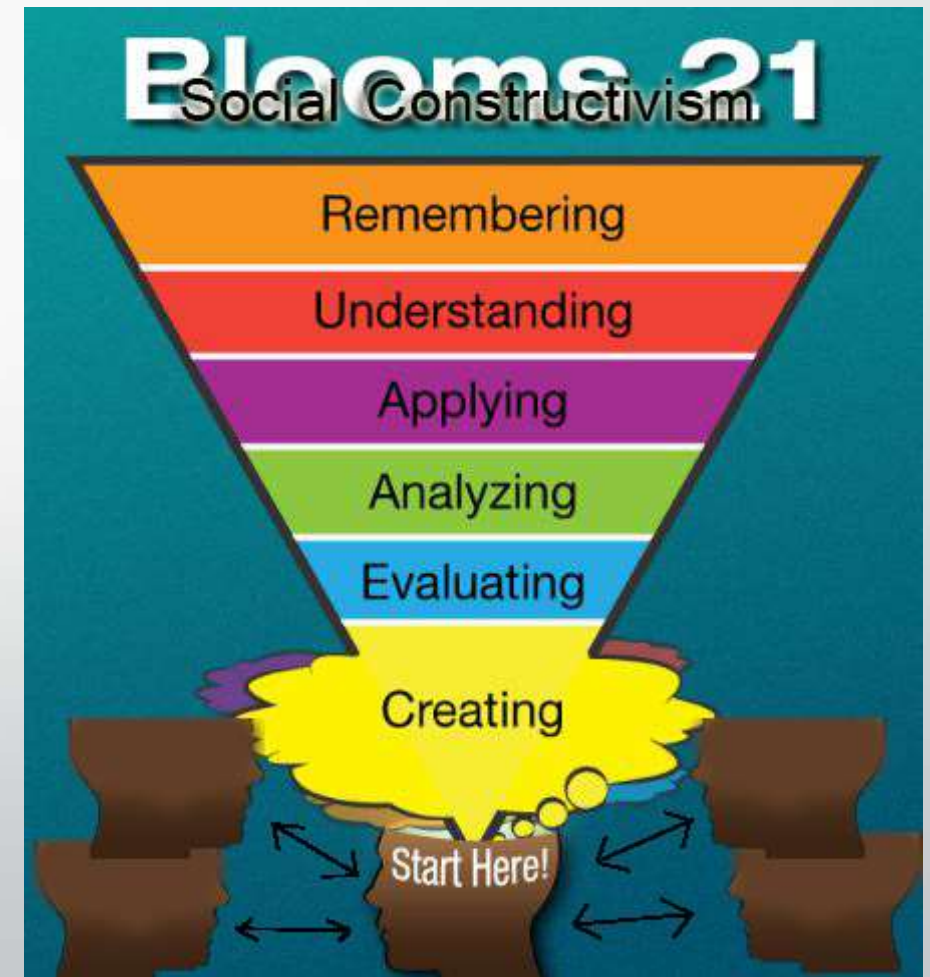 Blooms 21
Social Constructivism
Remembering
Understanding
Applying
Analyzing
Evaluating
Creating
Start Here!